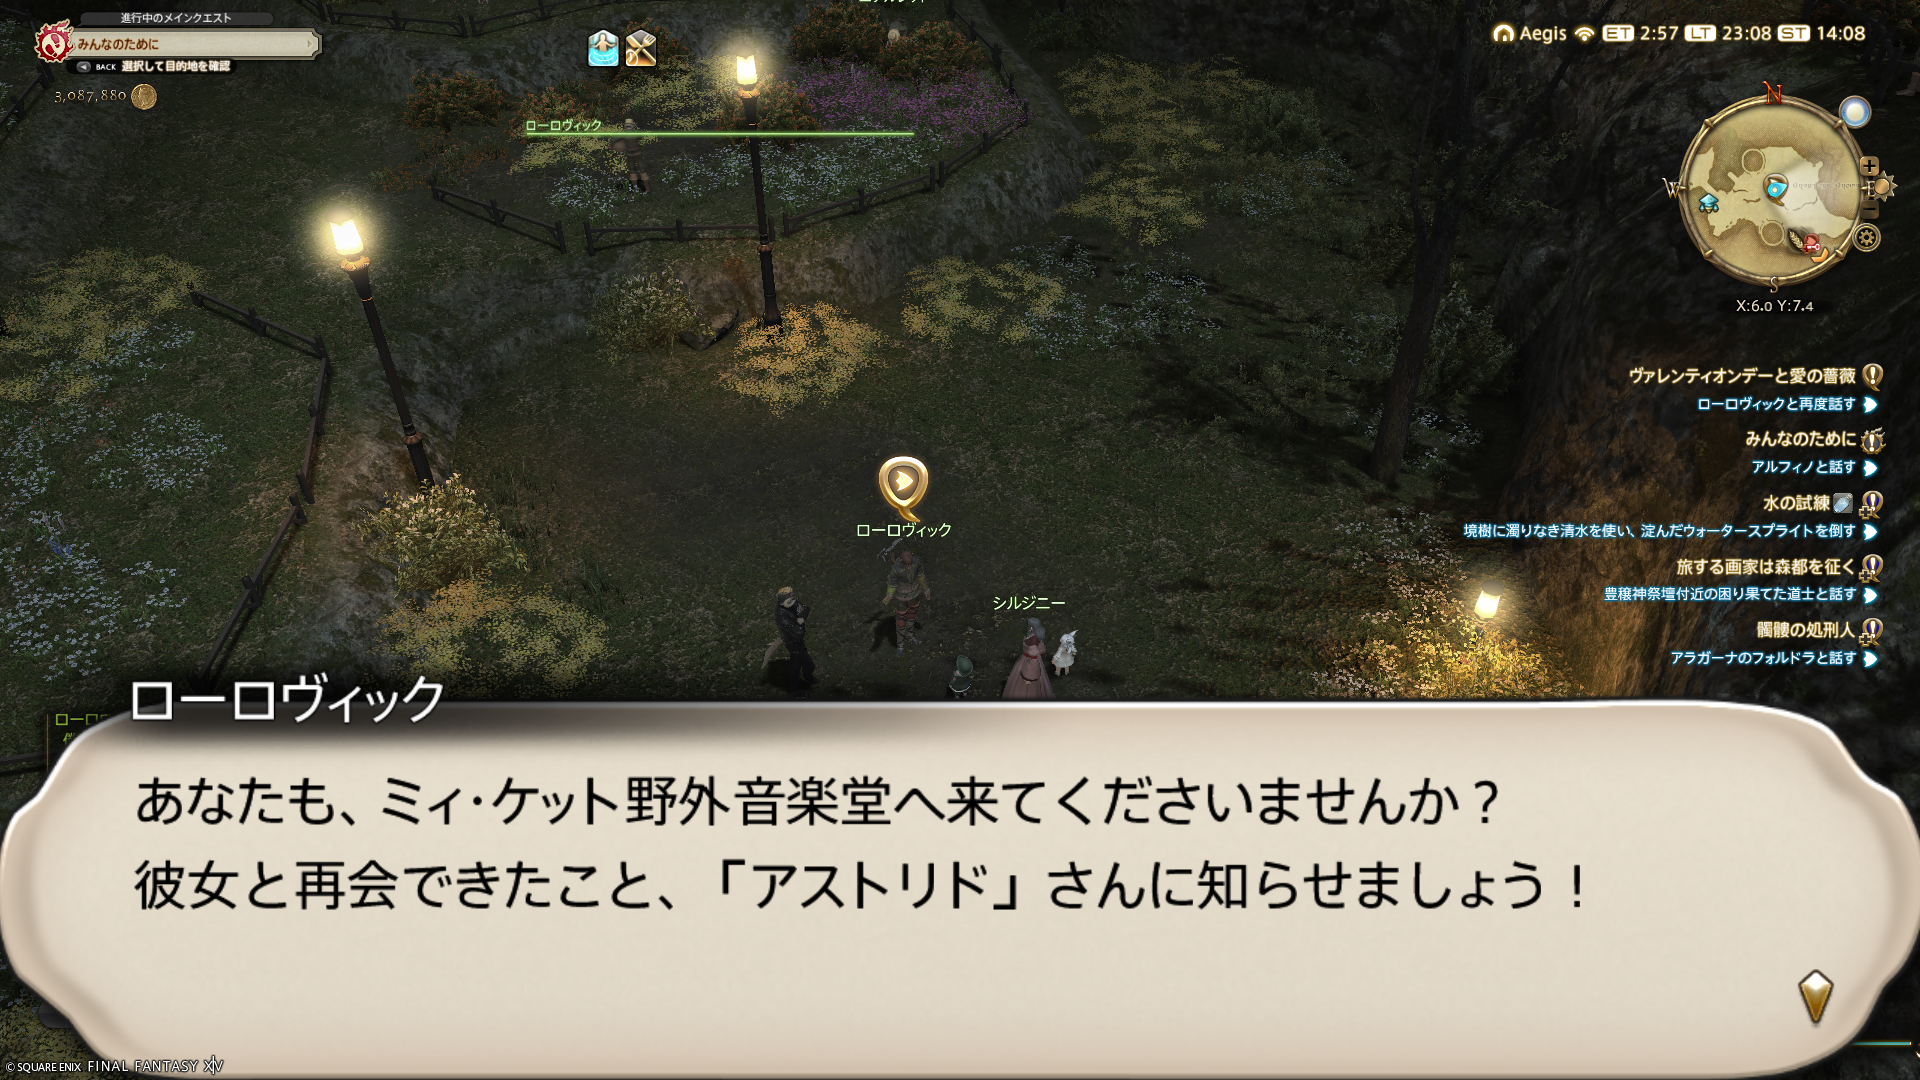 進行中のメインクエスト
みんなのために
BACK 選択して目的地を確認
3,087,880
Aegis ET 2:57 LT 23:08 ST 14:08
N
W
E
S
X:6.0 Y:7.4
ローロヴィック
ヴァレンティオンデーと愛の薔薇
ローロヴィックと再度話す
みんなのために
アルフィノと話す
水の試練
境樹に濁りなき清水を使い、淀んだウォータースプライトを倒す
旅する画家は森都を征く
豊穣神祭壇付近の困り果てた道士と話す
髑髏の処刑人
アラガーナのフォルドラと話す
ローロヴィック
シルジニー
ローロヴィック
あなたも、ミィ・ケット野外音楽堂へ来てくださいませんか？
彼女と再会できたこと、「アストリド」さんに知らせましょう！
© SQUARE ENIX FINAL FANTASY XIV